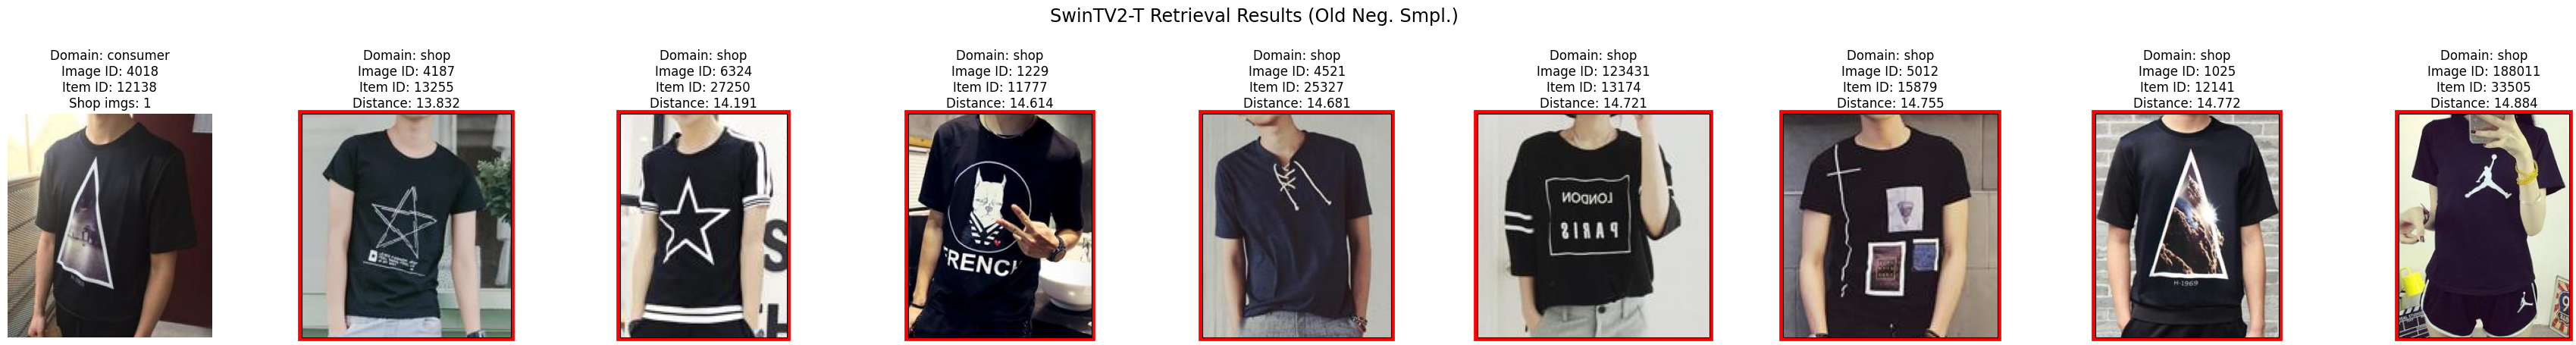 SwinTV2-T Retrieval Results (Old Neg. Smpl.)
Domain: consumer
Image ID: 4018
Item ID: 12138
Shop imgs: 1
Domain: shop
Image ID: 4187
Item ID: 13255
Distance: 13.832
Domain: shop
Image ID: 6324
Item ID: 27250
Distance: 14.191
Domain: shop
Image ID: 1229
Item ID: 11777
Distance: 14.614
FRENCH
Domain: shop
Image ID: 4521
Item ID: 25327
Distance: 14.681
Domain: shop
Image ID: 123431
Item ID: 13174
Distance: 14.721
LONDON
PARIS
Domain: shop
Image ID: 5012
Item ID: 15879
Distance: 14.755
Domain: shop
Image ID: 1025
Item ID: 12141
Distance: 14.772
H-1969
Domain: shop
Image ID: 188011
Item ID: 33505
Distance: 14.884